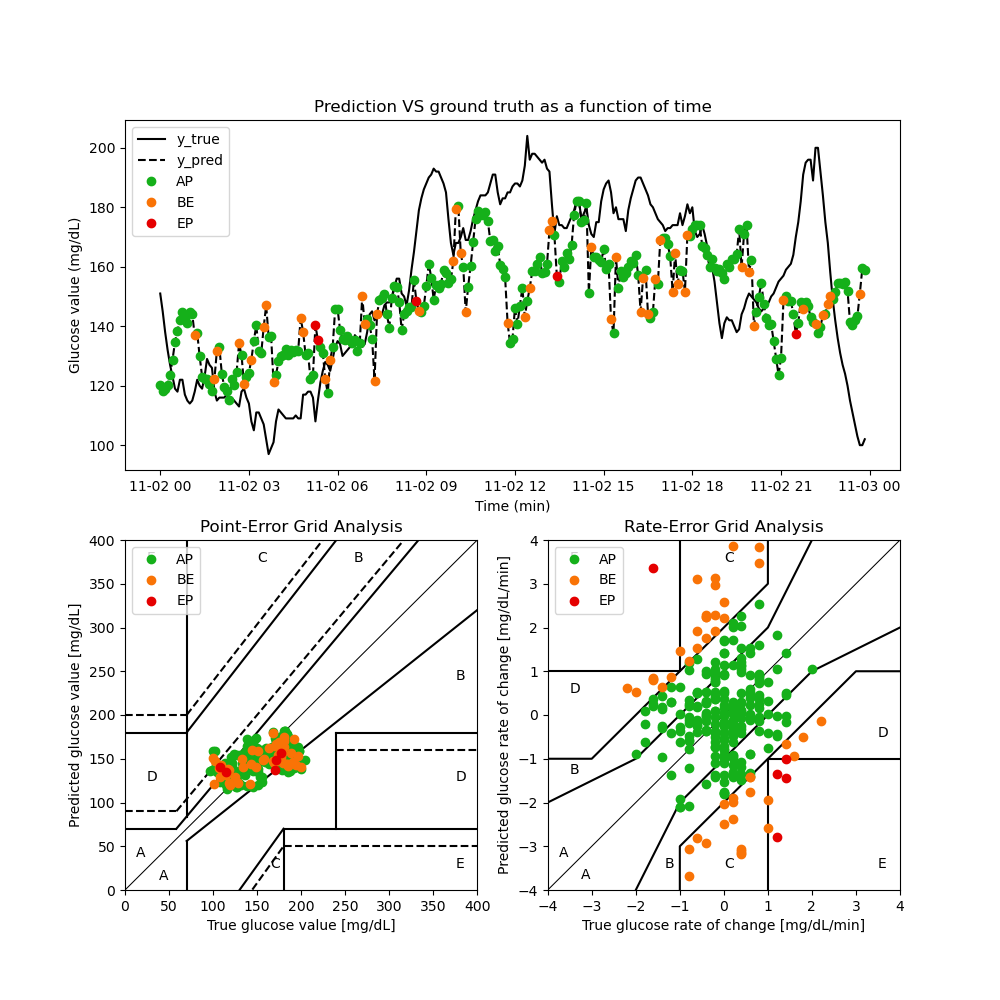 Prediction VS ground truth as a function of time
y_true
y_pred
AP
BE
EP
Glucose value (mg/dL)
200
180
160
140
120
100
11-02 00 11-02 03 11-02 06 11-02 09 11-02 12 11-02 15 11-02 18 11-02 21 11-03 00
Time (min)
Point-Error Grid Analysis
AP
BE
EP
C
B
B
D
D
A
A
C
E
Predicted glucose value [mg/dL]
400
350
300
250
200
150
100
50
0
0 50 100 150 200 250 300 350 400
True glucose value [mg/dL]
Rate-Error Grid Analysis
AP
BE
EP
C
D
D
B
A
A
B
C
E
Predicted glucose rate of change [mg/dL/min]
4
3
2
1
0
−1
−2
−3
−4
−4 −3 −2 −1 0 1 2 3 4
True glucose rate of change [mg/dL/min]